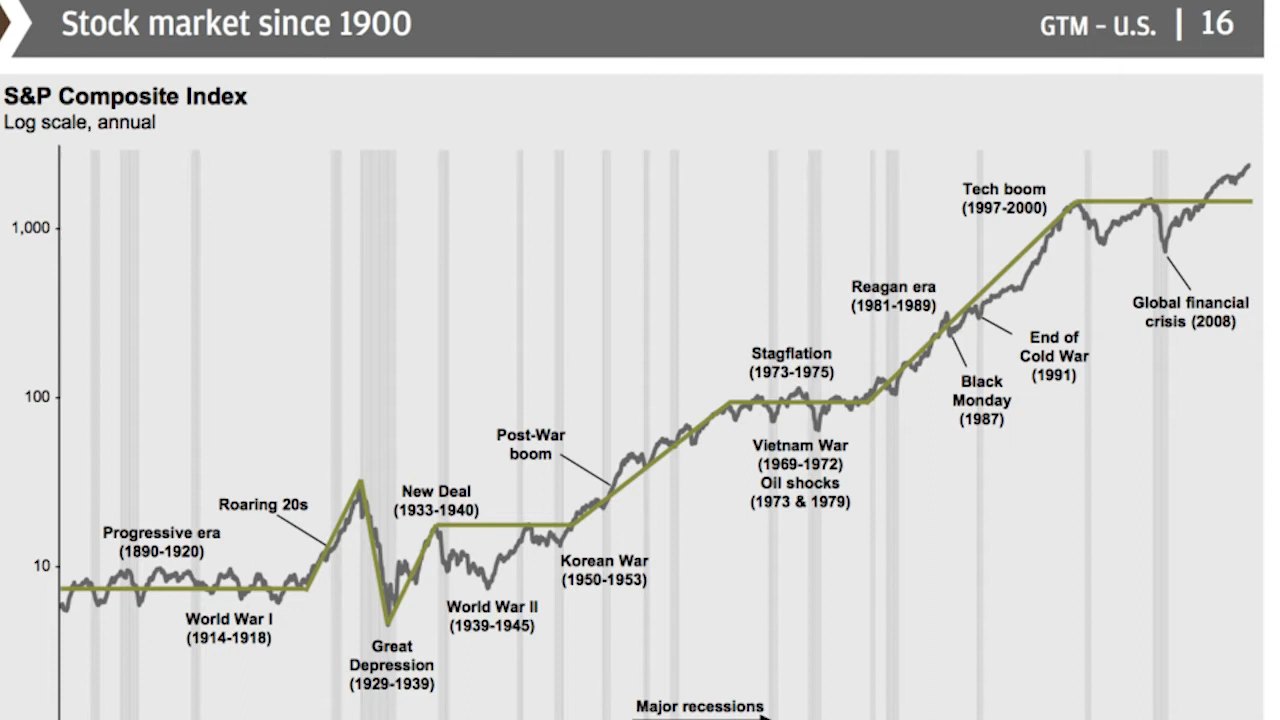 Stock market since 1900
GTM – U.S. | 16
S&P Composite Index
Log scale, annual
1,000
100
10
Progressive era
(1890-1920)
World War I
(1914-1918)
Roaring 20s
Great
Depression
(1929-1939)
New Deal
(1933-1940)
World War II
(1939-1945)
Post-War
boom
Korean War
(1950-1953)
Stagflation
(1973-1975)
Vietnam War
(1969-1972)
Oil shocks
(1973 & 1979)
Reagan era
(1981-1989)
Black
Monday
(1987)
End of
Cold War
(1991)
Tech boom
(1997-2000)
Global financial
crisis (2008)
Major recessions